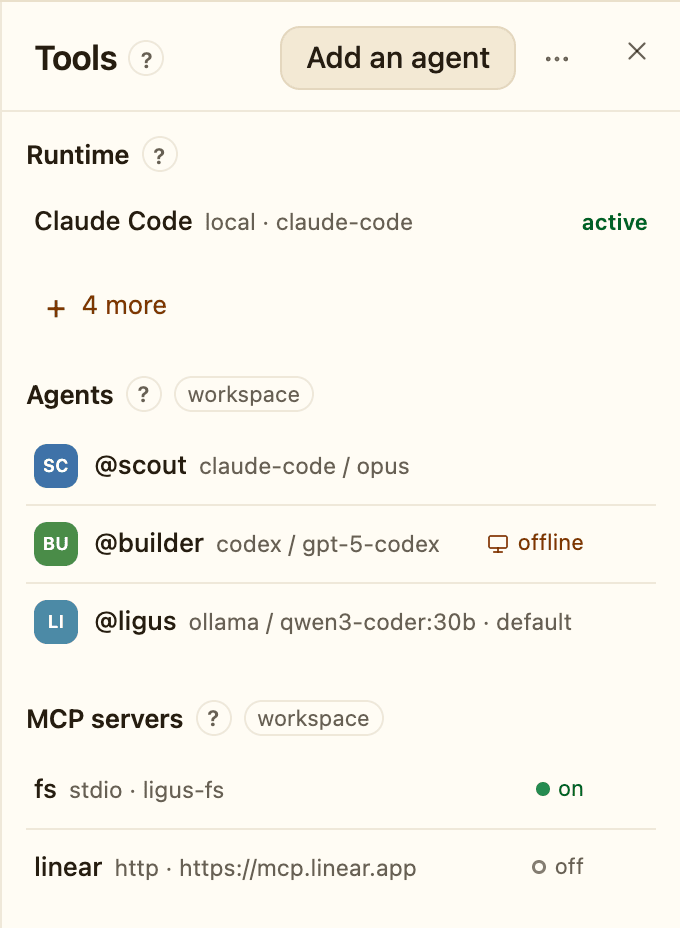 Tools ? Add an agent ··· ×
Runtime ?
Claude Code local · claude-code active
+ 4 more
Agents ? workspace
SC @scout claude-code / opus
BU @builder codex / gpt-5-codex offline
LI @ligus ollama / qwen3-coder:30b · default
MCP servers ? workspace
fs stdio · ligus-fs on
linear http · https://mcp.linear.app off